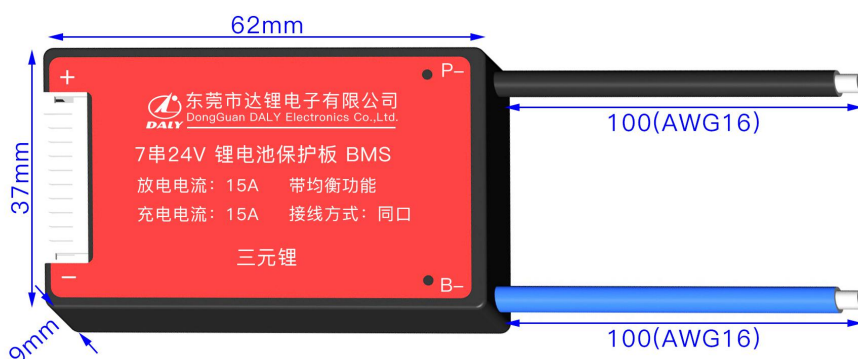 62mm
37mm
9mm
+
P-
DALY
东莞市达锂电子有限公司
DongGuan DALY Electronics Co.,Ltd.
7串24V 锂电池保护板 BMS
放电电流：15A 带均衡功能
充电电流：15A 接线方式：同口
三元锂
-
B-
100(AWG16)
100(AWG16)